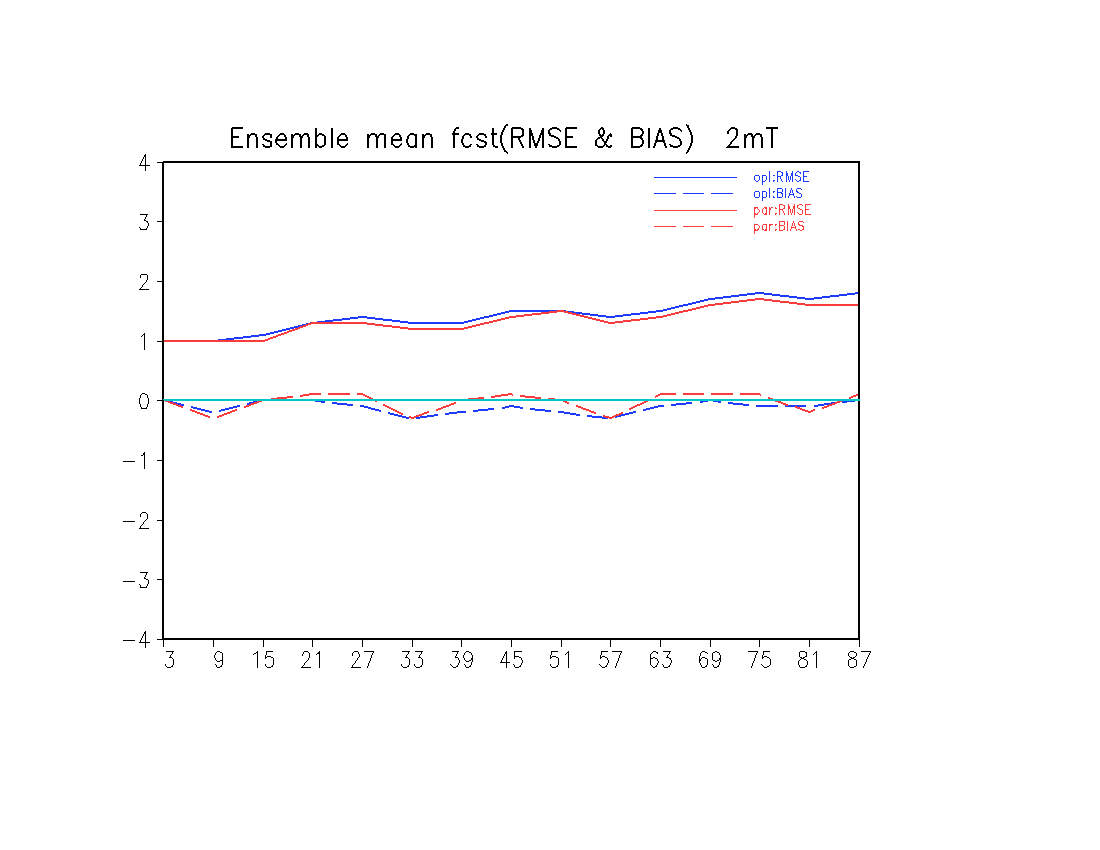 Ensemble mean fcst(RMSE & BIAS) 2mT
4
opl:RMSE
opl:BIAS
par:RMSE
3
par:BIAS
2
1
0
-1
-2
-3
-4
3 9 15 21 27 33 39 45 51 57 63 69 75 81 87